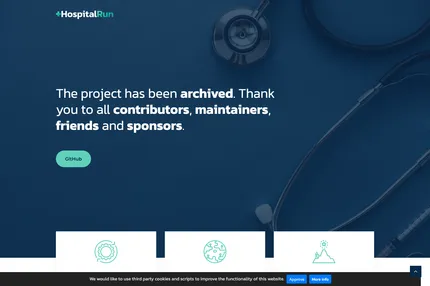 +HospitalRun
The project has been archived. Thank
you to all contributors, maintainers,
friends and sponsors.
GitHub
We would like to use third party cookies and scripts to improve the functionality of this website. Approve More info